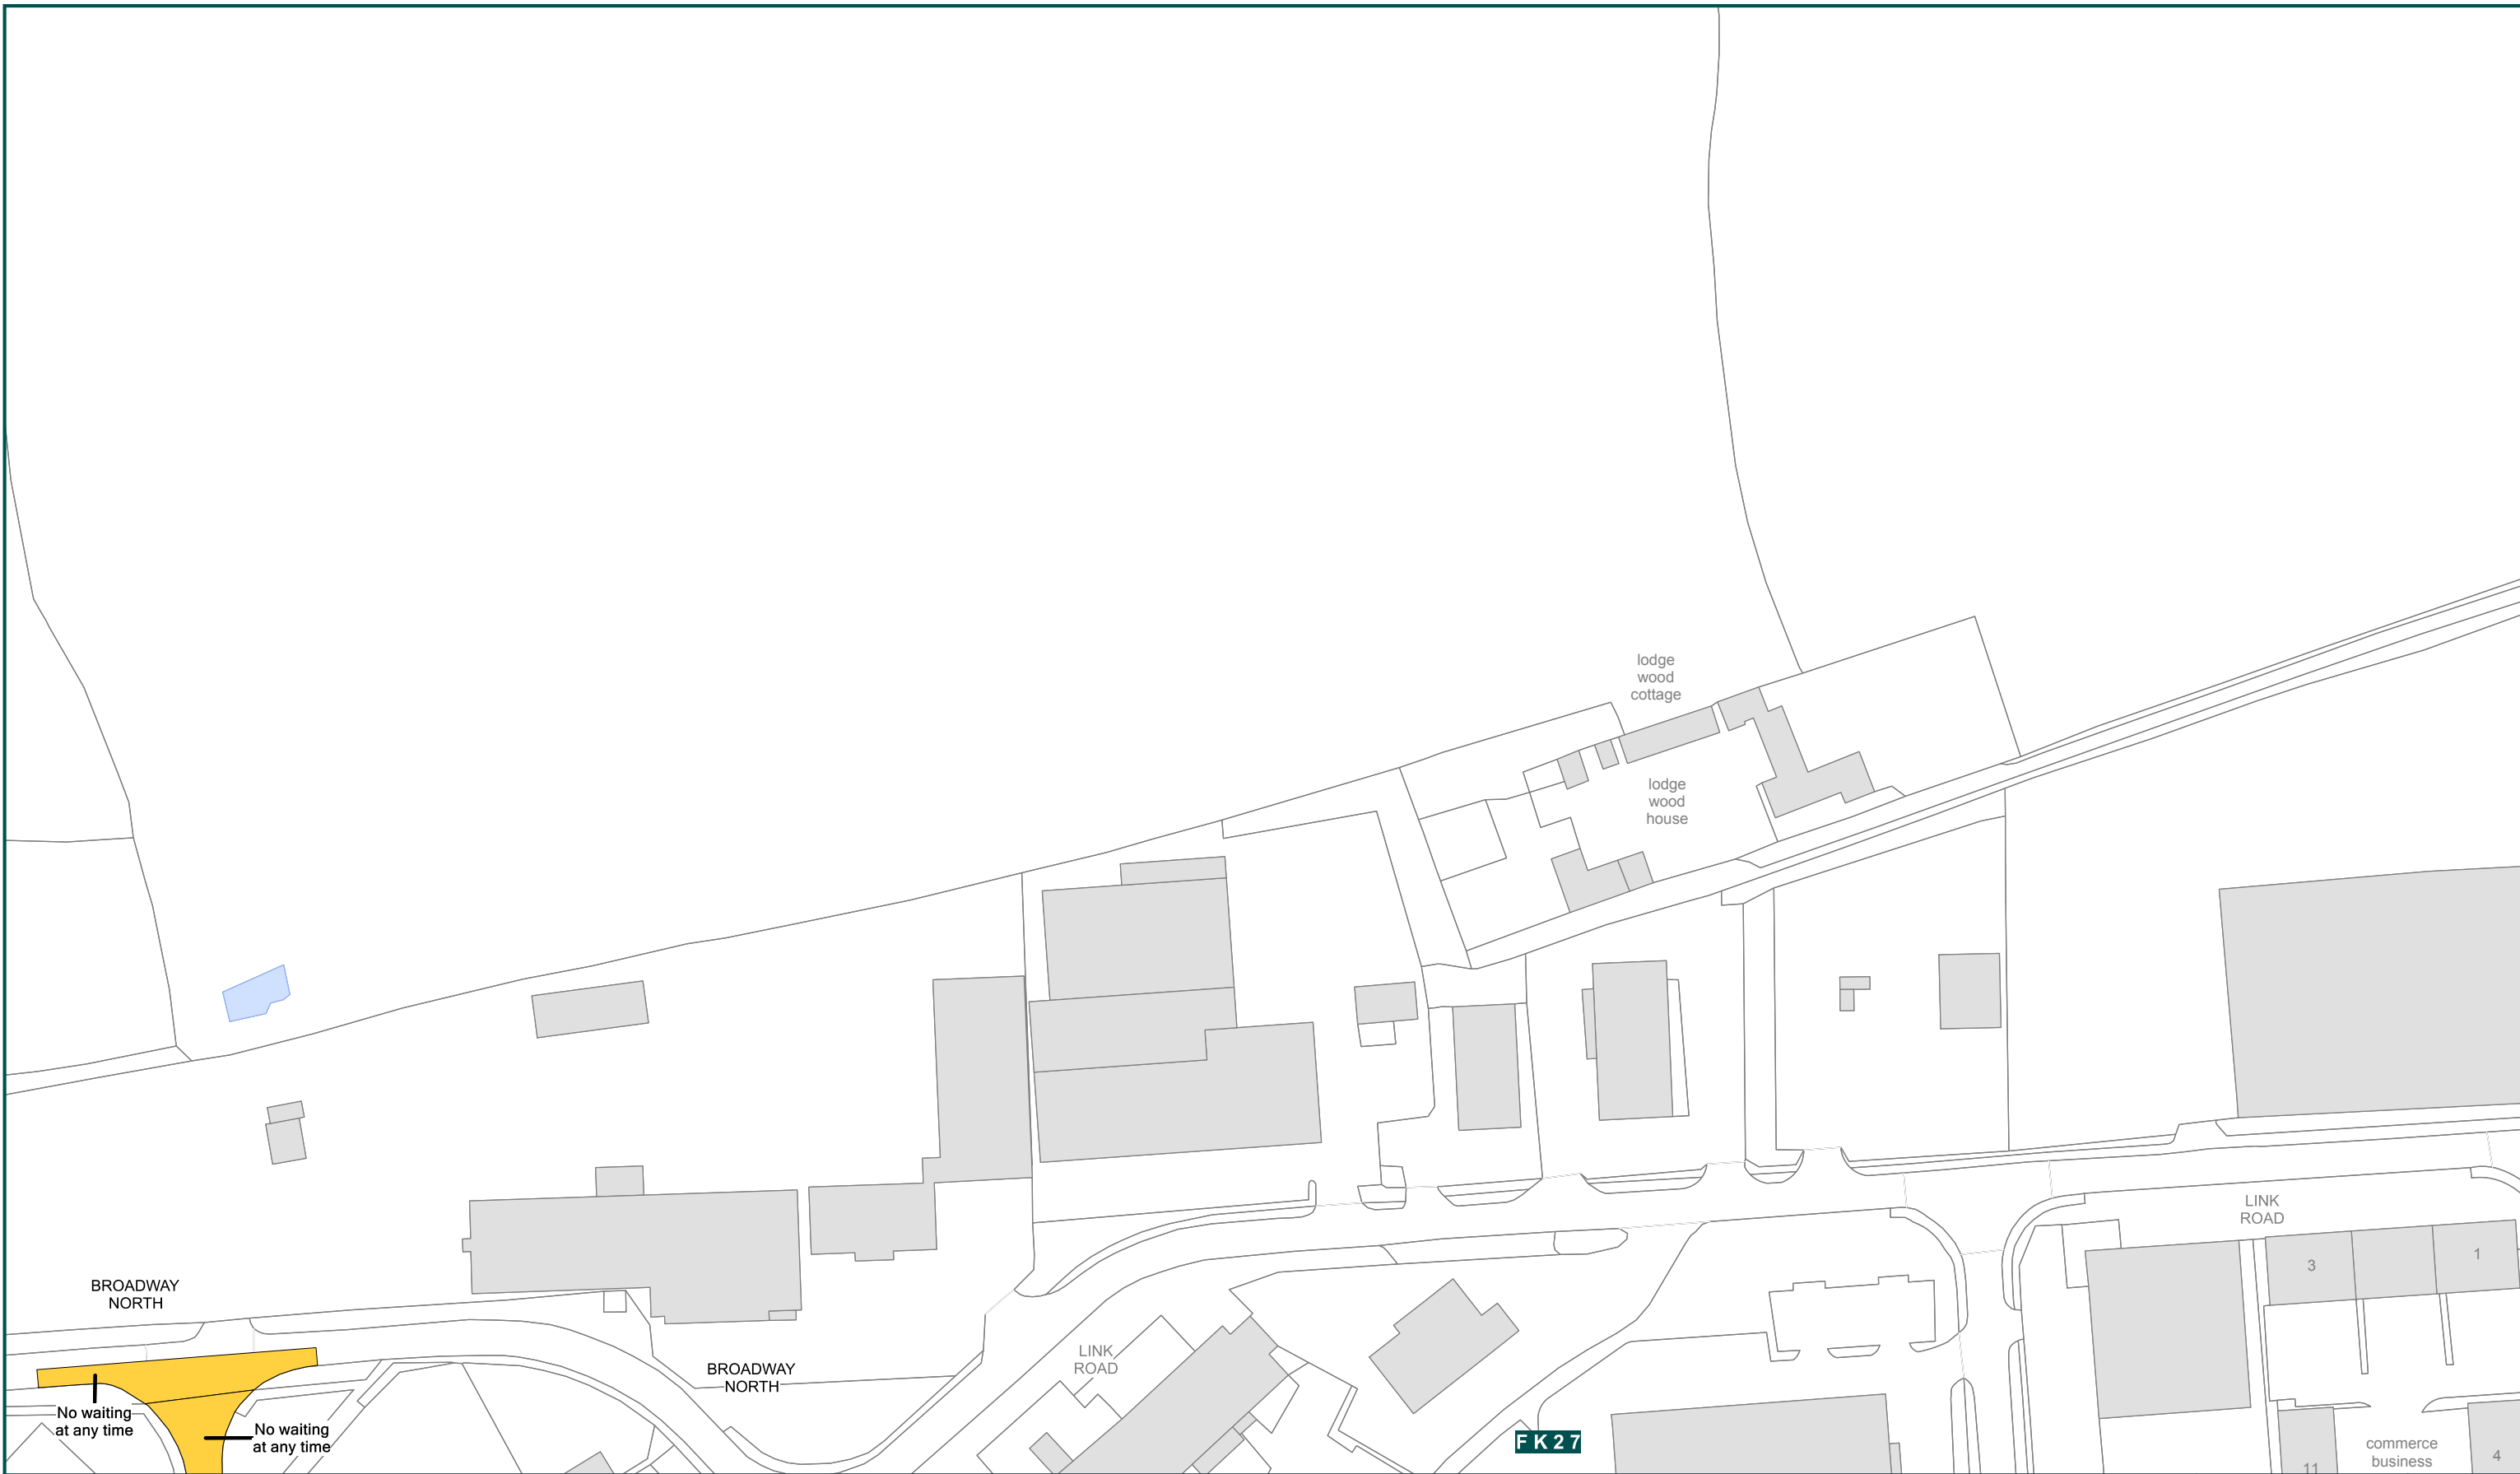 lodge
wood
cottage
lodge
wood
house
LINK
ROAD
3
1
BROADWAY
NORTH
LINK
ROAD
BROADWAY
NORTH
No waiting
at any time
No waiting
at any time
FK27
commerce
business
4
11